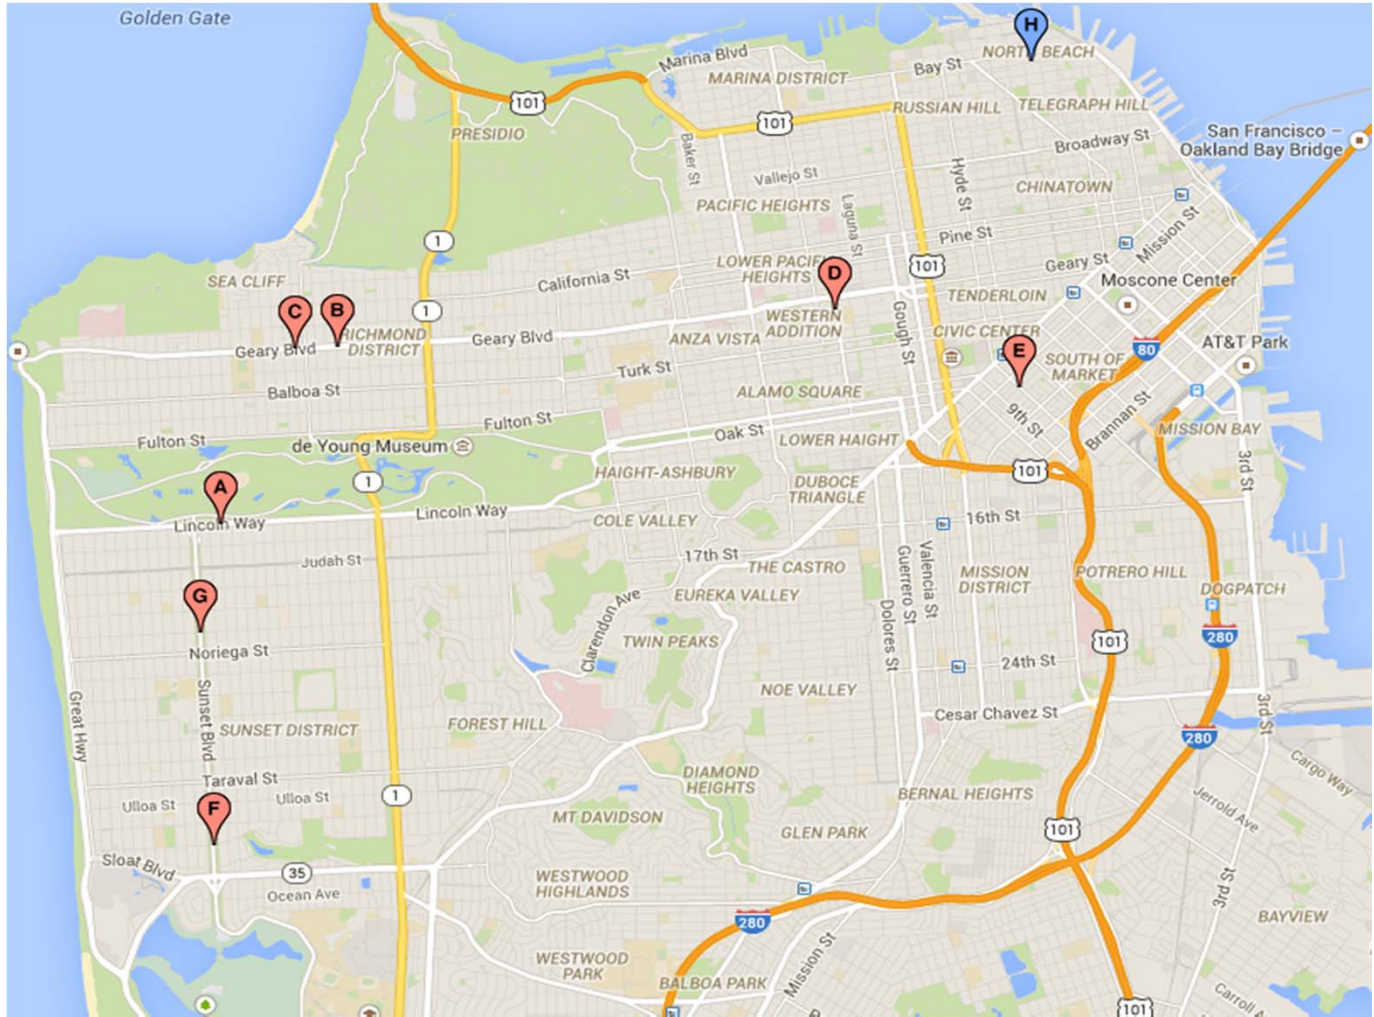 Golden Gate
H
NORTH BEACH
Marina Blvd
Bay St
MARINA DISTRICT
101
RUSSIAN HILL
TELEGRAPH HILL
101
PRESIDIO
San Francisco –
Oakland Bay Bridge
Broadway St
Baker St
Vallejo St
Hyde St
CHINATOWN
PACIFIC HEIGHTS
Laguna St
Mission St
Pine St
1
LOWER PACIFIC
HEIGHTS
D
101
Geary St
SEA CLIFF
California St
Moscone Center
TENDERLOIN
C
B
1
WESTERN
ADDITION
Gough St
CIVIC CENTER
RICHMOND
DISTRICT
Geary Blvd
Geary Blvd
ANZA VISTA
E
SOUTH OF
MARKET
80
AT&T Park
Turk St
Balboa St
ALAMO SQUARE
9th St
Brannan St
Fulton St
Fulton St
Oak St
LOWER HAIGHT
MISSION BAY
de Young Museum
3rd St
HAIGHT-ASHBURY
101
A
1
DUBOCE
TRIANGLE
Lincoln Way
Lincoln Way
COLE VALLEY
16th St
Judah St
17th St
THE CASTRO
Guerrero St
Valencia St
MISSION
DISTRICT
POTRERO HILL
DOGPATCH
G
Clarendon Ave
EUREKA VALLEY
Dolores St
TWIN PEAKS
101
280
Noriega St
24th St
Great Hwy
Sunset Blvd
NOE VALLEY
3rd St
SUNSET DISTRICT
FOREST HILL
Cesar Chavez St
280
Taraval St
DIAMOND
HEIGHTS
Cargo Way
F
Ulloa St
Ulloa St
1
BERNAL HEIGHTS
Jerrold Ave
MT DAVIDSON
GLEN PARK
101
Sloat Blvd
35
Ocean Ave
WESTWOOD
HIGHLANDS
3rd St
280
BAYVIEW
WESTWOOD
PARK
Mission St
BALBOA PARK
Carroll A
101